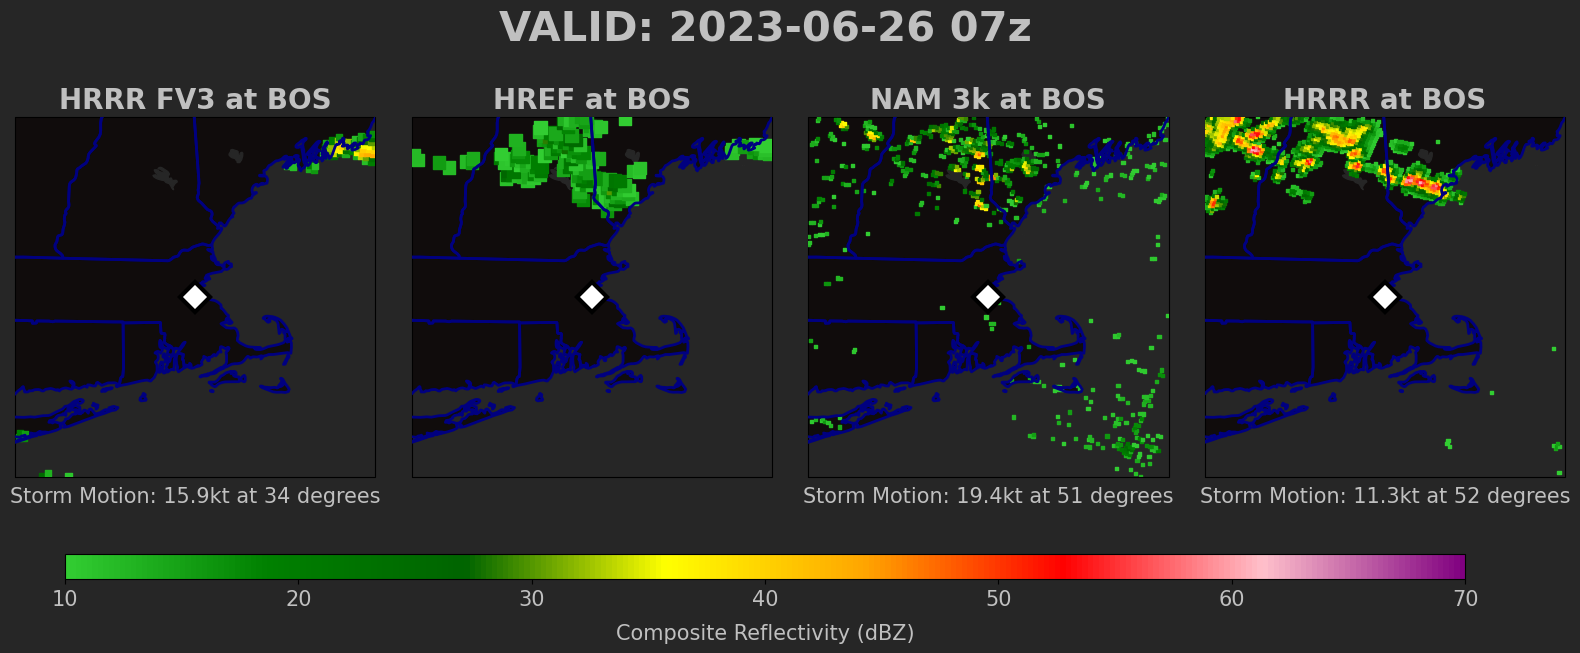 VALID: 2023-06-26 07z
HRRR FV3 at BOS
HREF at BOS
NAM 3k at BOS
HRRR at BOS
Storm Motion: 15.9kt at 34 degrees
Storm Motion: 19.4kt at 51 degrees
Storm Motion: 11.3kt at 52 degrees
10 20 30 40 50 60 70
Composite Reflectivity (dBZ)